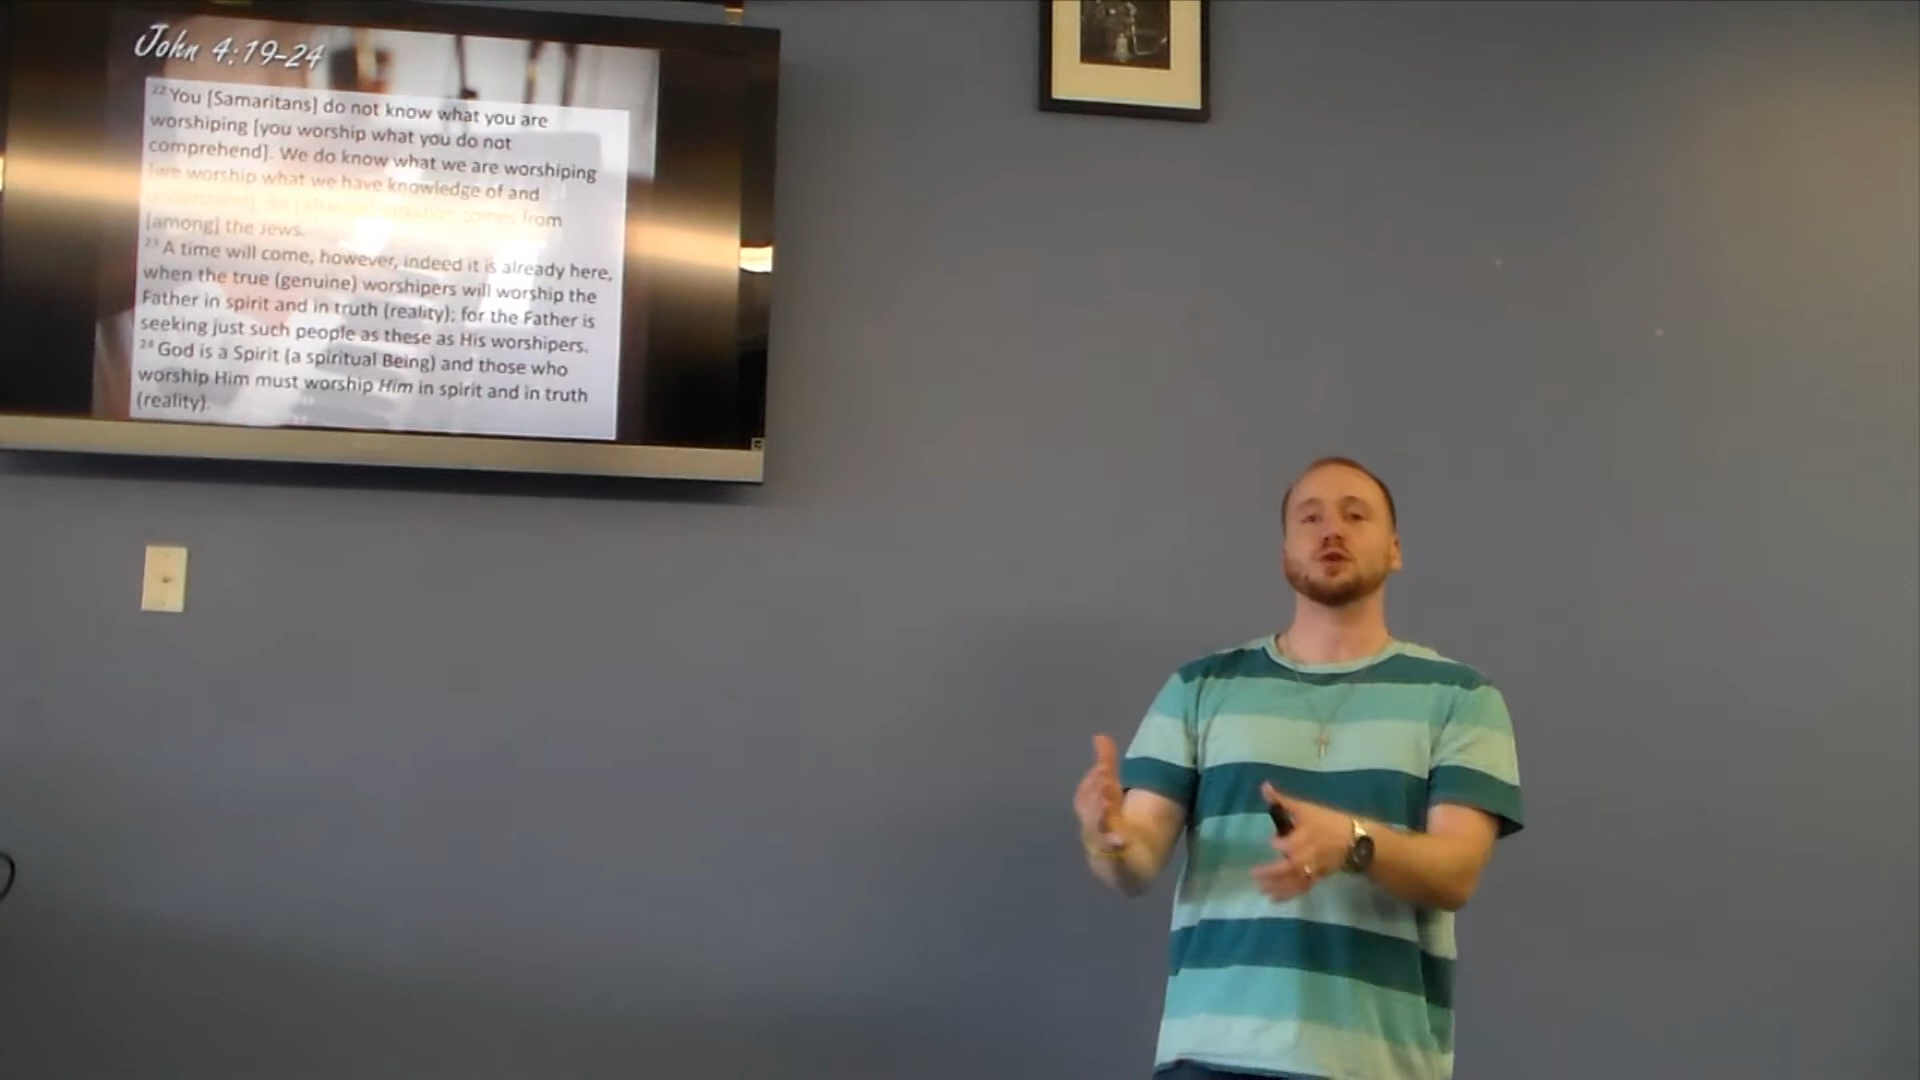 John 4:19-24
22 You [Samaritans] do not know what you are
worshiping [you worship what you do not
comprehend]. We do know what we are worshiping
[we worship what we have knowledge of and
comes from
[among] the Jews.
23 A time will come, however, indeed it is already here,
when the true (genuine) worshipers will worship the
Father in spirit and in truth (reality); for the Father is
seeking just such people as these as His worshipers.
24 God is a Spirit (a spiritual Being) and those who
worship Him must worship Him in spirit and in truth
(reality).